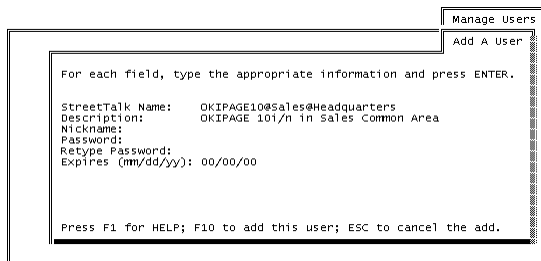 Manage Users
Add A User
For each field, type the appropriate information and press ENTER.
StreetTalk Name: OKIPAGE10@Sales@Headquarters
Description: OKIPAGE 10i/n in Sales Common Area
Nickname:
Password:
Retype Password:
Expires (mm/dd/yy): 00/00/00
Press F1 for HELP; F10 to add this user; ESC to cancel the add.